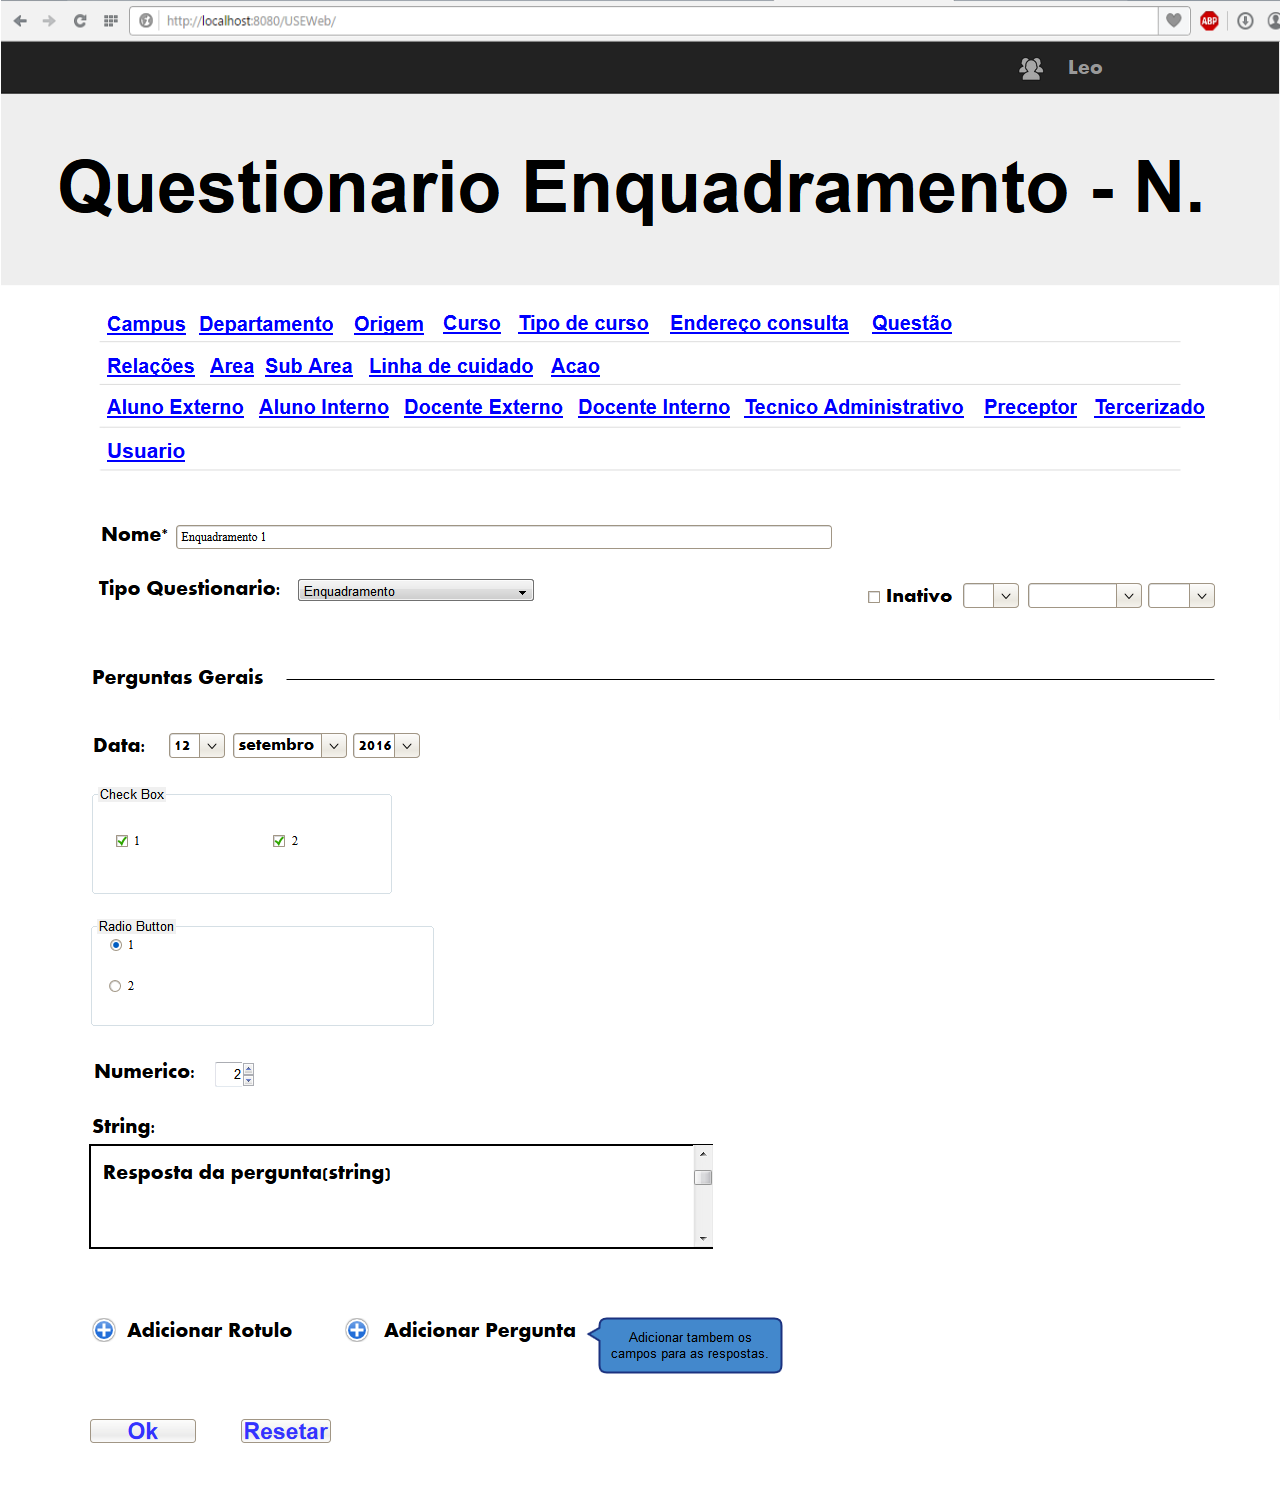 http://localhost:8080/USEWeb/
ABP
Leo
Questionario Enquadramento - N.
Campus Departamento Origem Curso Tipo de curso Endereço consulta Questão
Relações Area Sub Area Linha de cuidado Acao
Aluno Externo Aluno Interno Docente Externo Docente Interno Tecnico Administrativo Preceptor Tercerizado
Usuario
Nome* Enquadramento 1
Tipo Questionario: Enquadramento Inativo
Perguntas Gerais
Data: 12 setembro 2016
Check Box
1 2
Radio Button
1
2
Numerico: 2
String:
Resposta da pergunta(string)
Adicionar Rotulo Adicionar Pergunta
Adicionar tambem os
campos para as respostas.
Ok Resetar